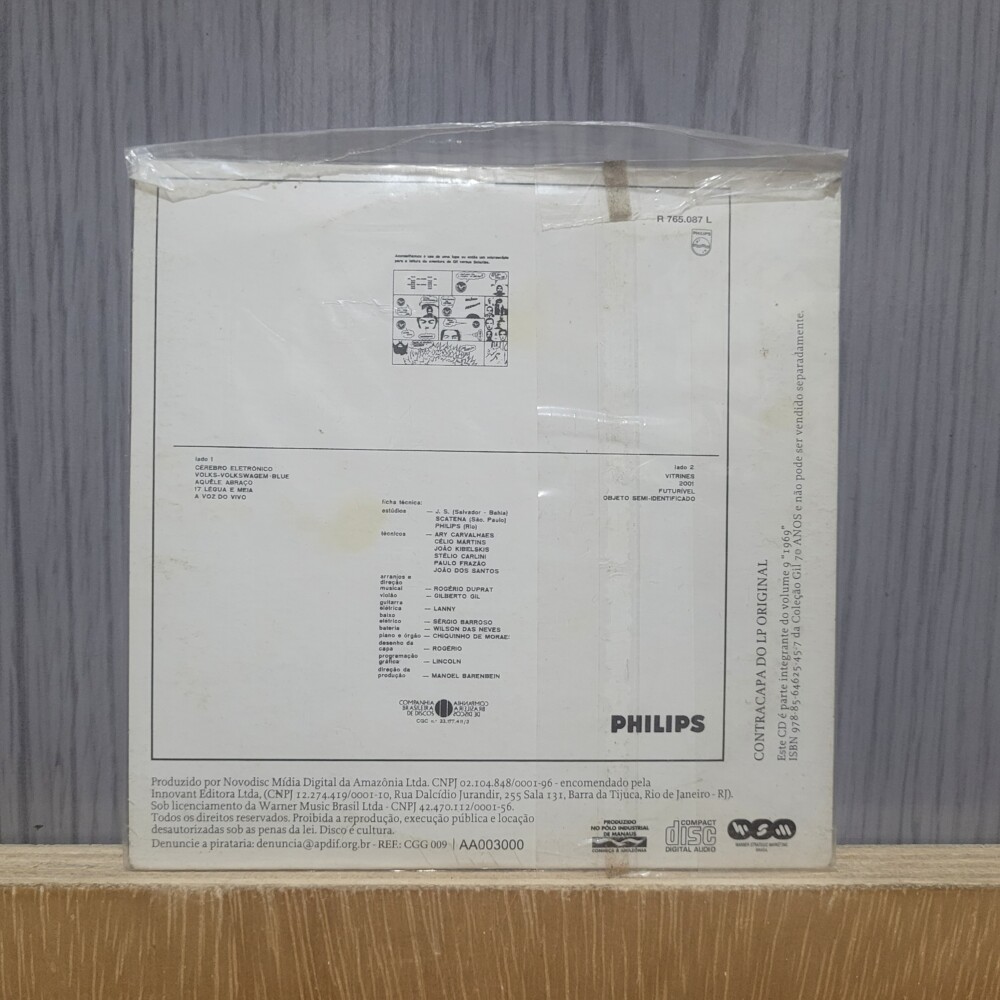 R 765.087 L
PHILIPS
lado 1
CÉREBRO ELETRÔNICO
VOLKS-VOLKSWAGEM-BLUE
AQUÊLE ABRAÇO
17 LÉGUA E MEIA
A VOZ DO VIVO
lado 2
VITRINES
2001
FUTURÍVEL
OBJETO SEMI-IDENTIFICADO
ficha técnica:
estúdios — J. S. (Salvador - Bahia)
SCATENA (São. Paulo)
PHILIPS (Rio)
técnicos — ARY CARVALHAES
CÉLIO MARTINS
JOÃO KIBELSKIS
STÉLIO CARLINI
PAULO FRAZÃO
JOÃO DOS SANTOS
arranjos e
direção
musical — ROGÉRIO DUPRAT
violão — GILBERTO GIL
guitarra
elétrica — LANNY
baixo
elétrico — SÉRGIO BARROSO
bateria — WILSON DAS NEVES
piano e órgão — CHIQUINHO DE MORAE
desenho da
capa — ROGÉRIO
programação
gráfica — LINCOLN
direção da
produção — MANOEL BARENBEIN
COMPANHIA
BRASILEIRA
DE DISCOS
PHILIPS
CONTRACAPA DO LP ORIGINAL
Este CD é parte integrante do volume 9 "1969"
ISBN 978-85-64625-45-7 da Coleção Gil 70 ANOS e não pode ser vendido separadamente.
Produzido por Novodisc Mídia Digital da Amazônia Ltda. CNPJ 02.104.848/0001-96 - encomendado pela
Innovant Editora Ltda, (CNPJ 12.274.419/0001-10, Rua Dalcídio Jurandir, 255 Sala 131, Barra da Tijuca, Rio de Janeiro - RJ).
Sob licenciamento da Warner Music Brasil Ltda - CNPJ 42.470.112/0001-56.
Todos os direitos reservados. Proibida a reprodução, execução pública e locação
desautorizadas sob as penas da lei. Disco é cultura.
Denuncie a pirataria: denuncia@apdif.org.br - REF: CGG 009 | AA003000
PRODUZIDO
NO PÓLO INDUSTRIAL
DE MANAUS
CONHEÇA A AMAZÔNIA
COMPACT
disc
DIGITAL AUDIO
WSM
WARNER STRATEGIC MARKETING
BRASIL